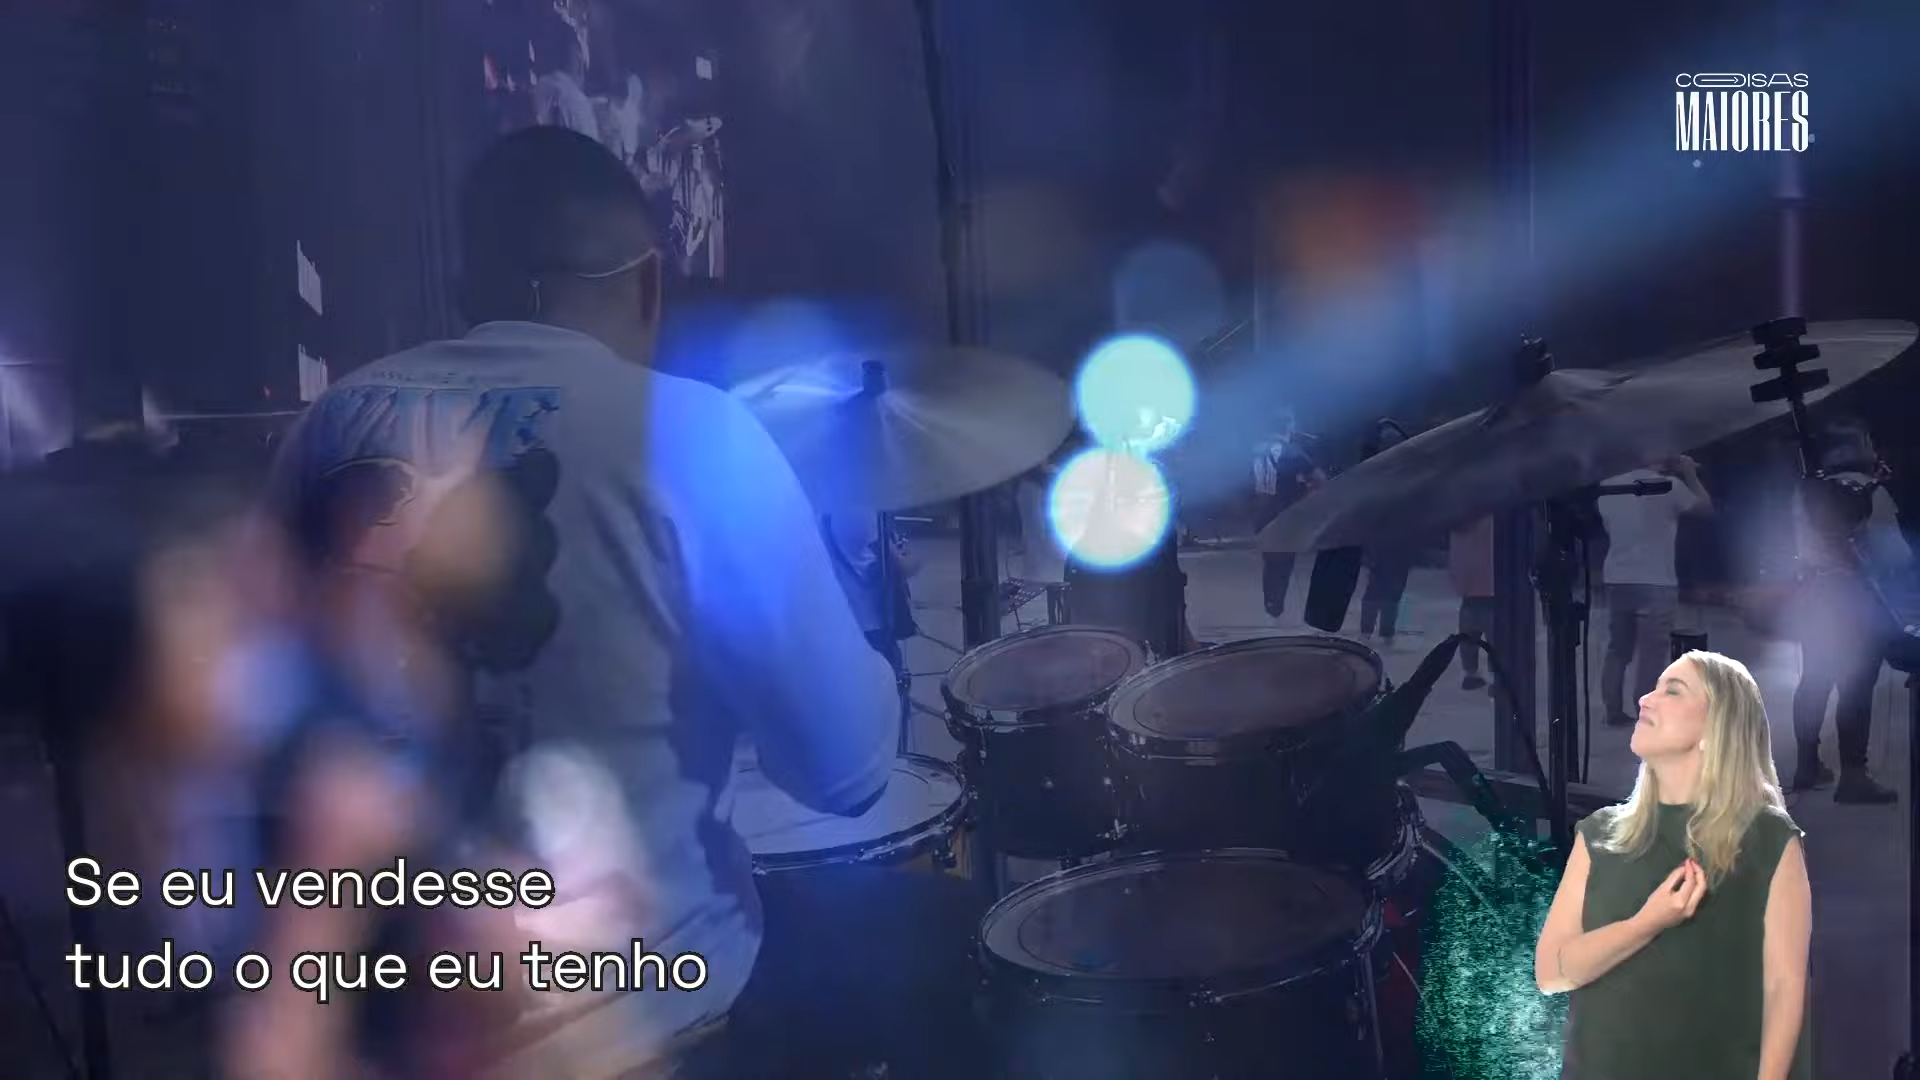 COISAS
MAIORES
Se eu vendesse
tudo o que eu tenho